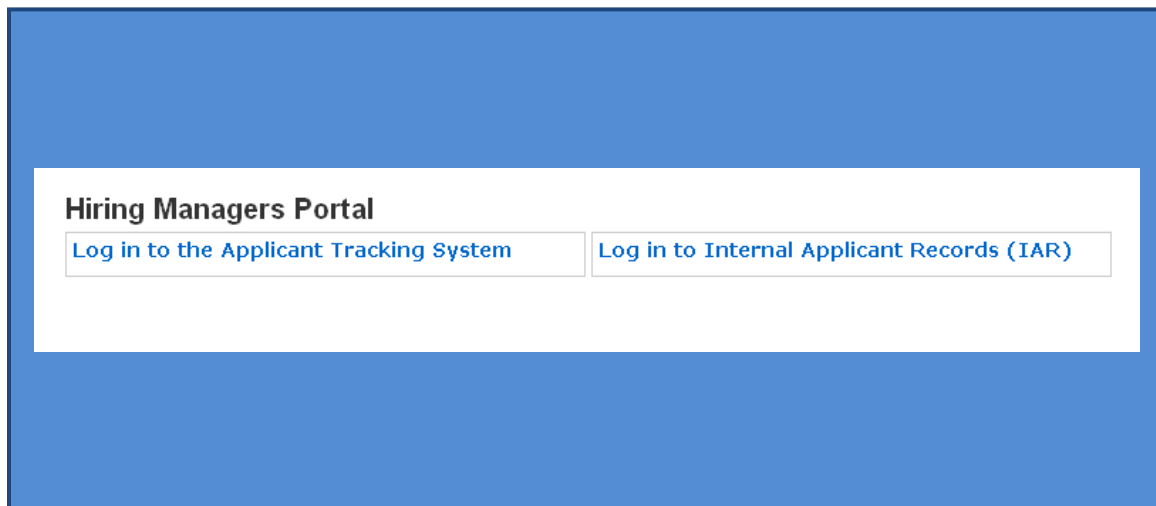 Hiring Managers Portal
Log in to the Applicant Tracking System
Log in to Internal Applicant Records (IAR)